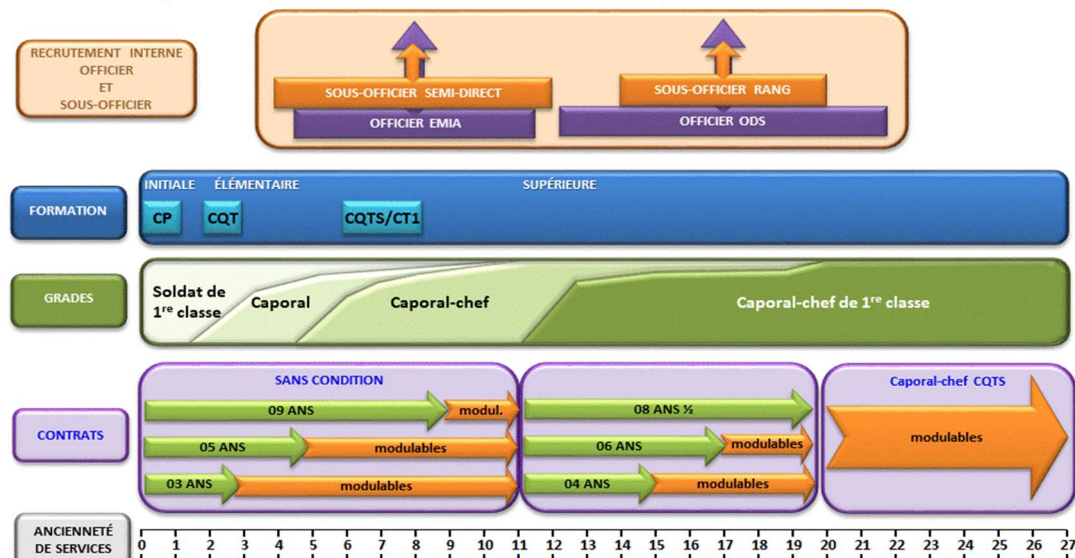 RECRUTEMENT INTERNE
OFFICIER
ET
SOUS-OFFICIER
SOUS-OFFICIER SEMI-DIRECT
OFFICIER EMIA
SOUS-OFFICIER RANG
OFFICIER ODS
FORMATION
INITIALE
ÉLÉMENTAIRE
SUPÉRIEURE
CP
CQT
CQTS/CT1
GRADES
Soldat de
1re classe
Caporal
Caporal-chef
Caporal-chef de 1re classe
CONTRATS
SANS CONDITION
09 ANS
modul.
05 ANS
modulables
03 ANS
modulables
08 ANS ½
06 ANS
modulables
04 ANS
modulables
Caporal-chef CQTS
modulables
ANCIENNETÉ
DE SERVICES
0 1 2 3 4 5 6 7 8 9 10 11 12 13 14 15 16 17 18 19 20 21 22 23 24 25 26 27